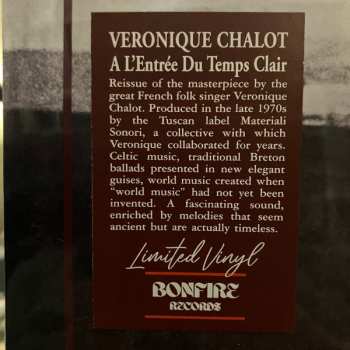 VERONIQUE CHALOT
A L'Entrée Du Temps Clair
Reissue of the masterpiece by the
great French folk singer Veronique
Chalot. Produced in the late 1970s
by the Tuscan label Materiali
Sonori, a collective with which
Veronique collaborated for years.
Celtic music, traditional Breton
ballads presented in new elegant
guises, world music created when
“world music” had not yet been
invented. A fascinating sound,
enriched by melodies that seem
ancient but are actually timeless.
Limited Vinyl
BONFIRE
RECORDS